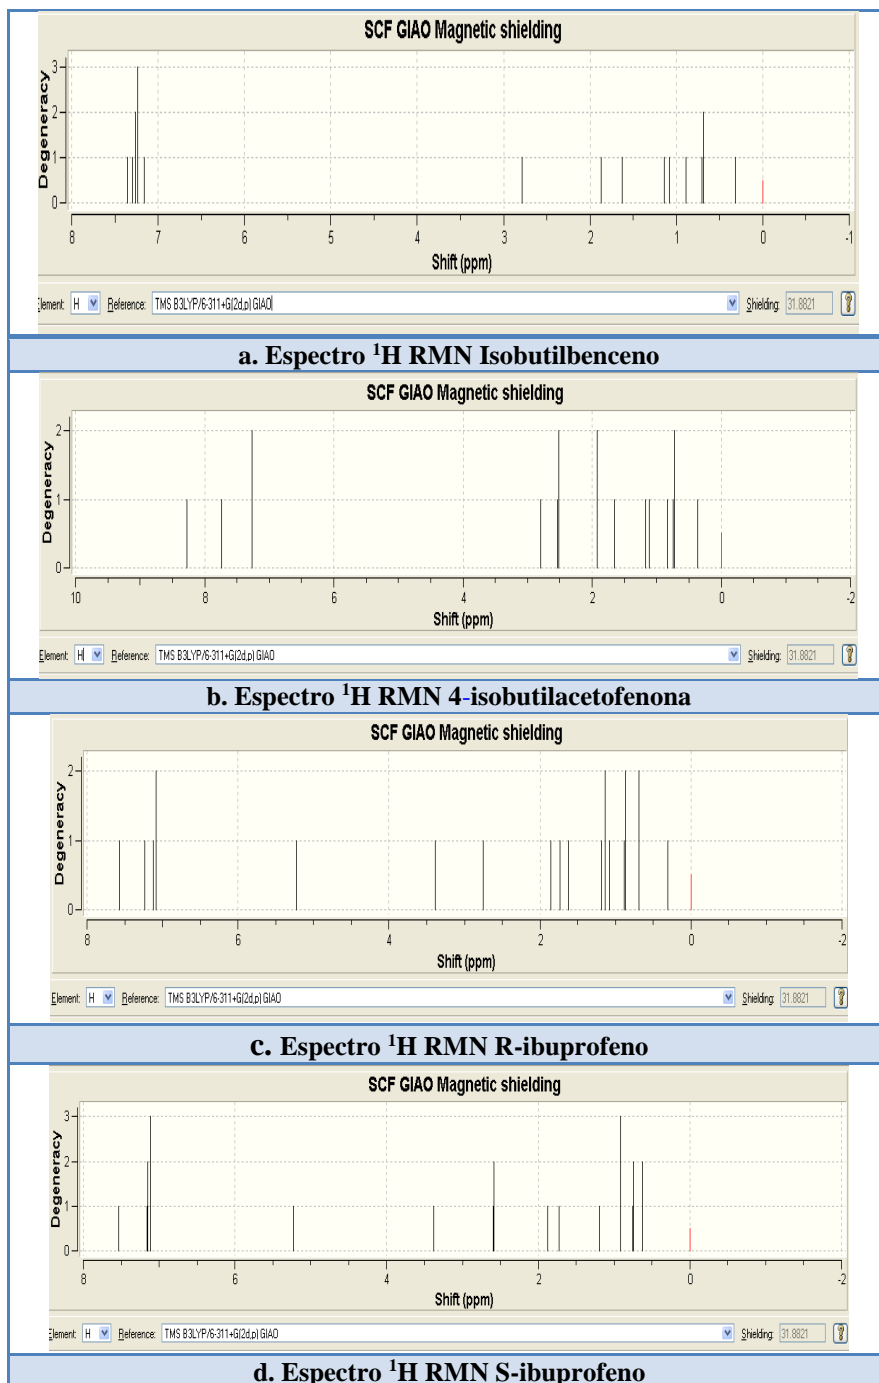 SCF GIAO Magnetic shielding
Degeneracy
3
2
1
0
8 7 6 5 4 3 2 1 0 -1
Shift (ppm)
Element: H Reference: TMS B3LYP/6-311+G(2d,p) GIAO Shielding: 31.8821 ?
a. Espectro ¹H RMN Isobutilbenceno
SCF GIAO Magnetic shielding
Degeneracy
2
1
0
10 8 6 4 2 0 -2
Shift (ppm)
Element: H Reference: TMS B3LYP/6-311+G(2d,p) GIAO Shielding: 31.8821 ?
b. Espectro ¹H RMN 4-isobutilacetofenona
SCF GIAO Magnetic shielding
Degeneracy
2
1
0
8 6 4 2 0 -2
Shift (ppm)
Element: H Reference: TMS B3LYP/6-311+G(2d,p) GIAO Shielding: 31.8821 ?
c. Espectro ¹H RMN R-ibuprofeno
SCF GIAO Magnetic shielding
Degeneracy
3
2
1
0
8 6 4 2 0 -2
Shift (ppm)
Element: H Reference: TMS B3LYP/6-311+G(2d,p) GIAO Shielding: 31.8821 ?
d. Espectro ¹H RMN S-ibuprofeno